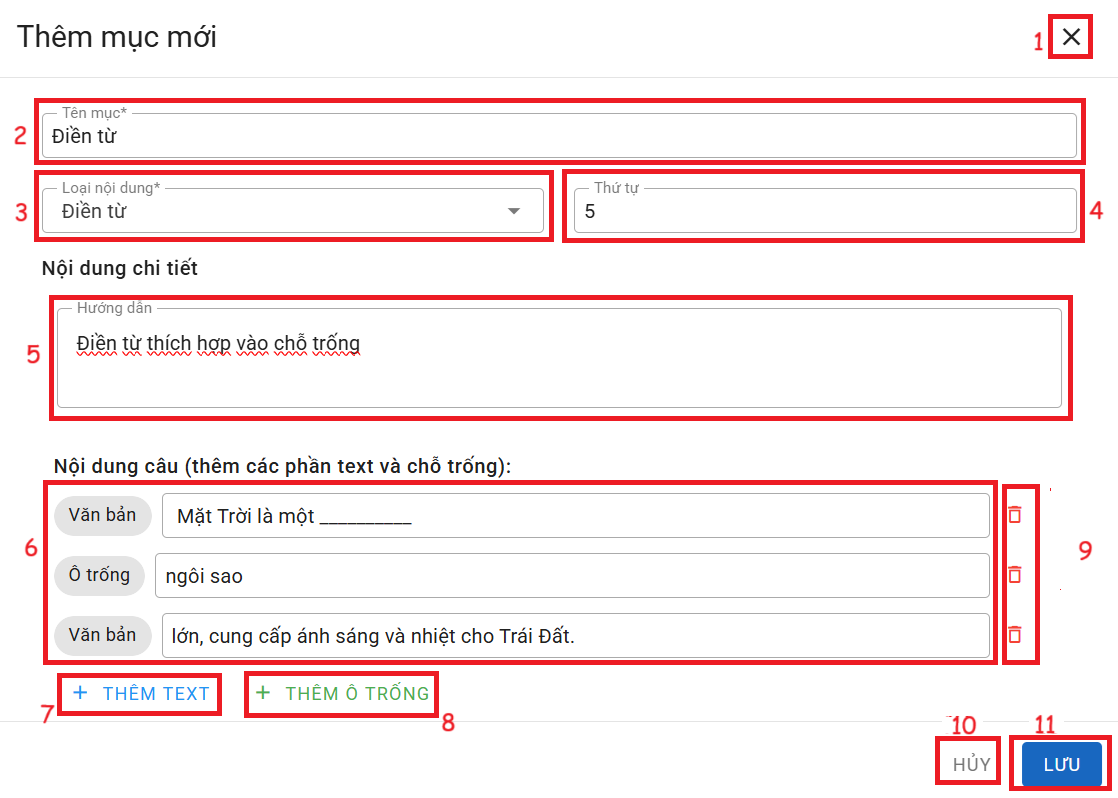 Thêm mục mới
1
Tên mục*
2
Điền từ
Loại nội dung*
Thứ tự
3
Điền từ
5
4
Nội dung chi tiết
Hướng dẫn
5
Điền từ thích hợp vào chỗ trống
Nội dung câu (thêm các phần text và chỗ trống):
Văn bản
Mặt Trời là một __________
6
9
Ô trống
ngôi sao
Văn bản
lớn, cung cấp ánh sáng và nhiệt cho Trái Đất.
7
+ THÊM TEXT
+ THÊM Ô TRỐNG
8
10
11
HỦY
LƯU